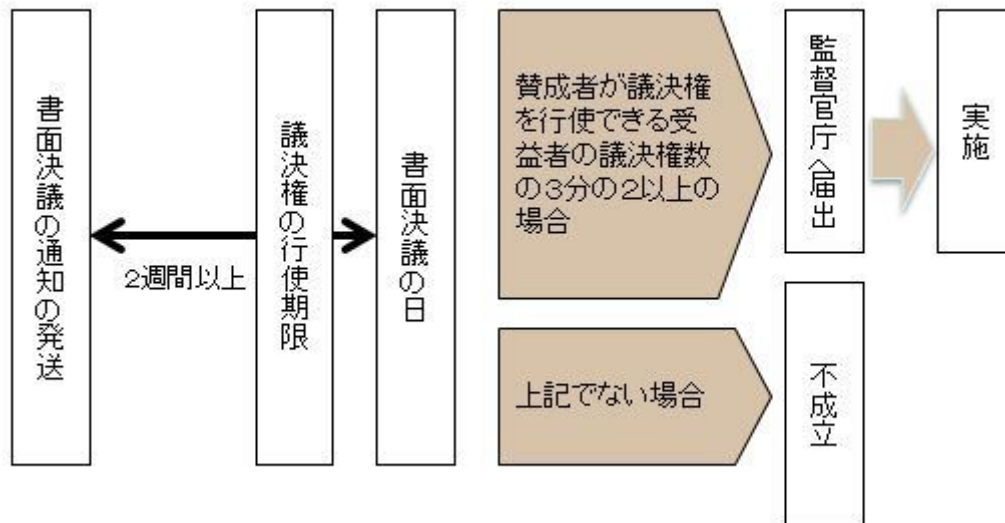 書面決議の通知の発送
2週間以上
議決権の行使期限
書面決議の日
賛成者が議決権
を行使できる受
益者の議決権数
の3分の2以上の
場合
監督官庁へ届出
実施
上記でない場合
不成立